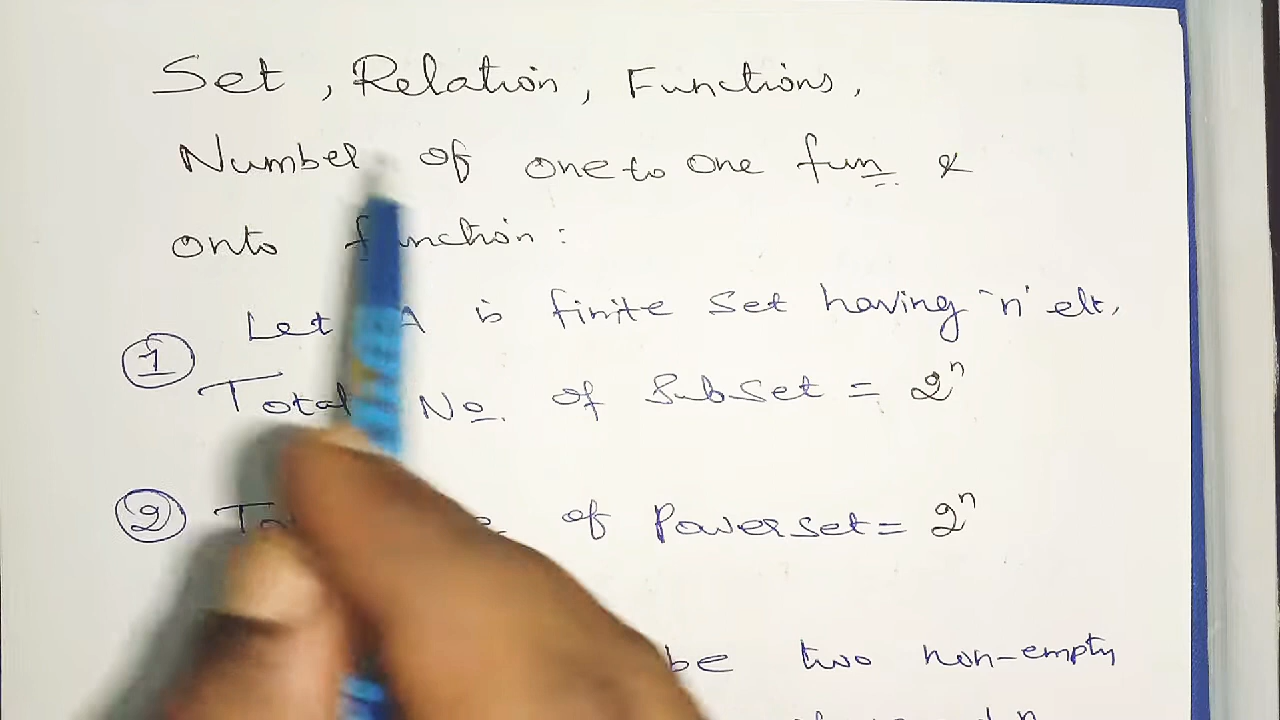 Set, Relation, Functions,
Number of one to one fun &
onto function:
Let A is finite set having 'n' elt.
1 Total No. of Subset = 2ⁿ
2 of Powerset = 2ⁿ
be two non-empty